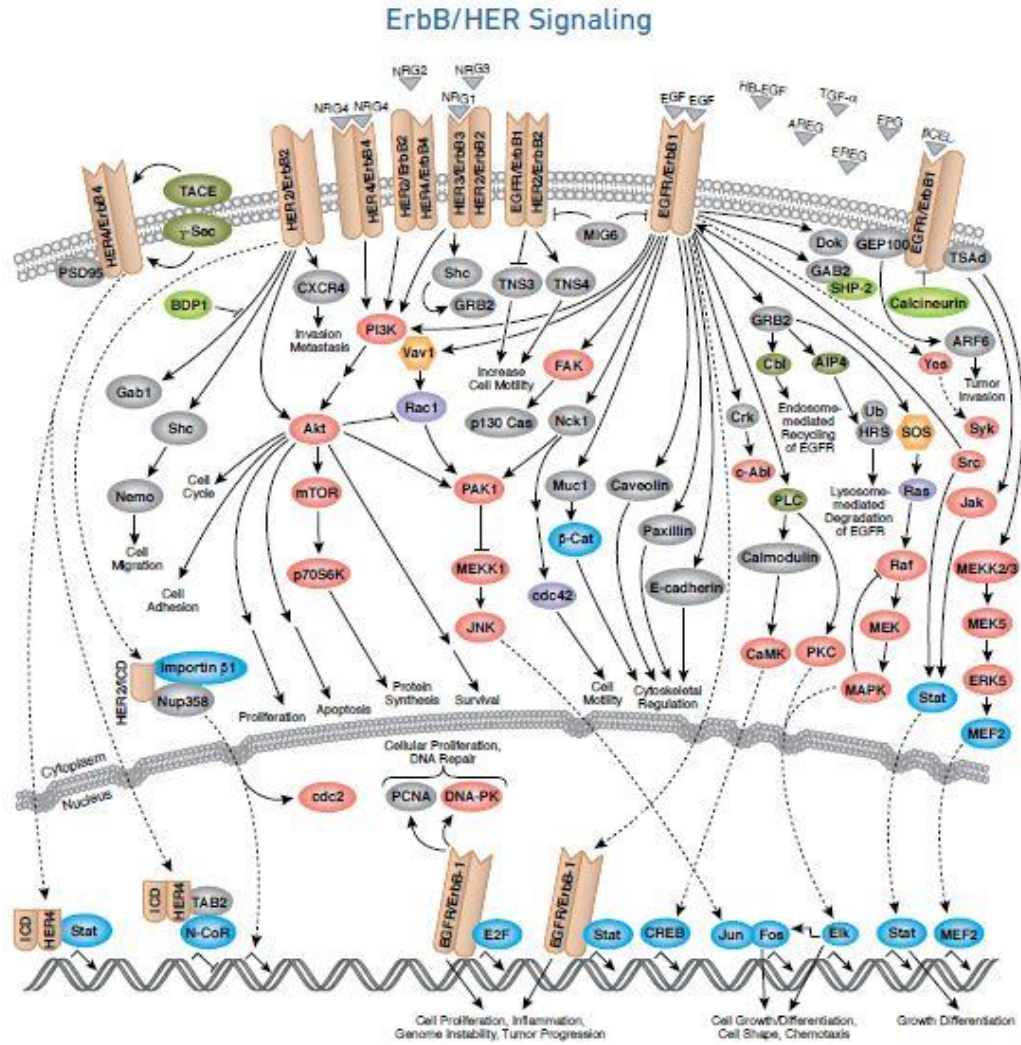 ErbB/HER Signaling
NRG2
NRG3
NRG4
NRG4
NRG1
EGF
EGF
HB-EGF
TGF-α
AREG
EPG
EREG
βCEL
HER4/ErbB4
HER2/ErbB2
HER4/ErbB4
HER2/ErbB2
HER4/ErbB4
HER3/ErbB3
HER2/ErbB2
EGFR/ErbB1
HER2/ErbB2
EGFR/ErbB1
EGFR/ErbB1
TACE
γ-Sec
PSD95
BDP1
CXCR4
Invasion
Metastasis
Shc
GRB2
TNS3
TNS4
MIG6
Dok
GEP100
TSAd
GAB2
SHP-2
Calcineurin
PI3K
Vav1
Increase
Cell Motility
FAK
GRB2
Cbl
AIP4
Yes
ARF6
Tumor
Invasion
Gab1
Shc
Akt
Rac1
p130 Cas
Nck1
Crk
Endosome-
mediated
Recycling
of EGFR
Ub
HRS
SOS
Syk
c-Abl
Src
Nemo
Cell
Cycle
mTOR
PAK1
Muc1
Caveolin
PLC
Lysosome-
mediated
Degradation
of EGFR
Ras
Jak
Cell
Migration
Cell
Adhesion
p70S6K
MEKK1
β-Cat
Paxillin
Calmodulin
Raf
MEKK2/3
JNK
cdc42
E-cadherin
MEK
MEK5
CaMK
PKC
MAPK
ERK5
Stat
MEF2
HER2/ICD
Importin β1
Nup358
Proliferation
Apoptosis
Protein
Synthesis
Survival
Cell
Motility
Cytoskeletal
Regulation
Cytoplasm
Nucleus
Cellular Proliferation,
DNA Repair
cdc2
PCNA
DNA-PK
ICD
HER4
Stat
ICD
HER4
TAB2
N-CoR
EGFR/ErbB-1
E2F
EGFR/ErbB-1
Stat
CREB
Jun
Fos
Elk
Stat
MEF2
Cell Proliferation, Inflammation,
Genome Instability, Tumor Progression
Cell Growth/Differentiation,
Cell Shape, Chemotaxis
Growth Differentiation